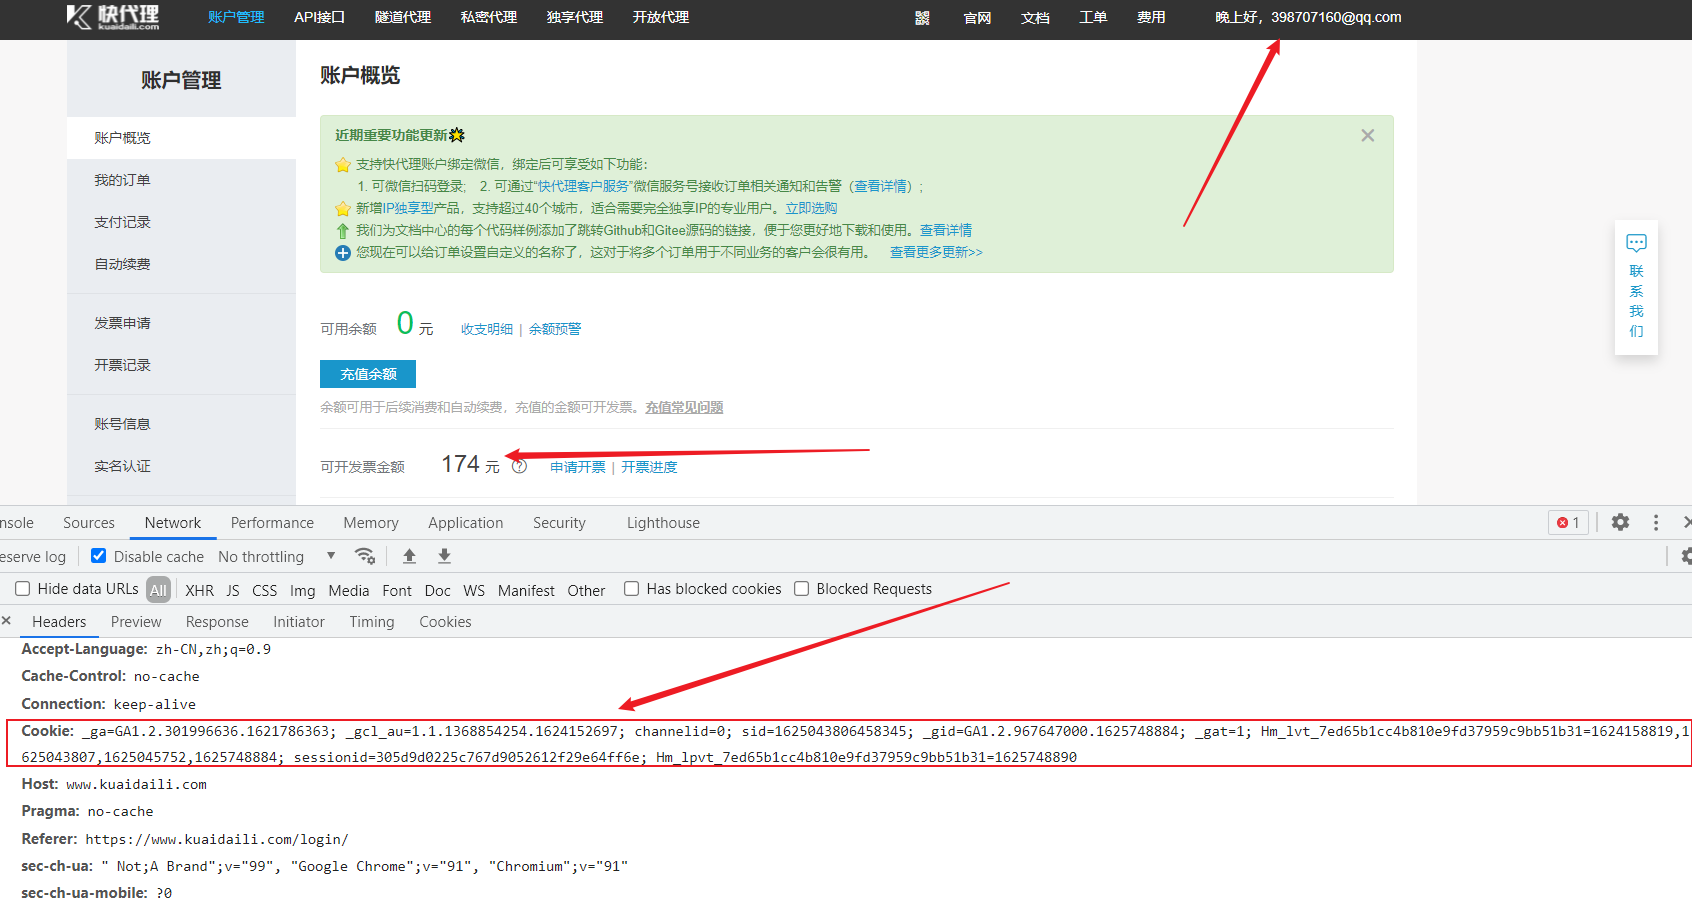 快代理 kuaidaili.com 账户管理 API接口 隧道代理 私密代理 独享代理 开放代理 官网 文档 工单 费用 晚上好，398707160@qq.com
账户管理
账户概览
我的订单
支付记录
自动续费
发票申请
开票记录
账号信息
实名认证
账户概览
近期重要功能更新
支持快代理账户绑定微信，绑定后可享受如下功能：
1. 可微信扫码登录; 2. 可通过“快代理客户服务”微信服务号接收订单相关通知和告警（查看详情）;
新增IP独享型产品，支持超过40个城市，适合需要完全独享IP的专业用户。立即选购
我们为文档中心的每个代码样例添加了跳转Github和Gitee源码的链接，便于您更好地下载和使用。查看详情
您现在可以给订单设置自定义的名称了，这对于将多个订单用于不同业务的客户会很有用。 查看更多更新>>
可用余额 0 元 收支明细 | 余额预警
充值余额
余额可用于后续消费和自动续费，充值的金额可开发票。充值常见问题
可开发票金额 174 元 ? 申请开票 | 开票进度
联
系
我
们
nsole Sources Network Performance Memory Application Security Lighthouse 1
eserve log Disable cache No throttling
Hide data URLs All XHR JS CSS Img Media Font Doc WS Manifest Other Has blocked cookies Blocked Requests
Headers Preview Response Initiator Timing Cookies
Accept-Language: zh-CN,zh;q=0.9
Cache-Control: no-cache
Connection: keep-alive
Cookie: _ga=GA1.2.301996636.1621786363; _gcl_au=1.1.1368854254.1624152697; channelid=0; sid=1625043806458345; _gid=GA1.2.967647000.1625748884; _gat=1; Hm_lvt_7ed65b1cc4b810e9fd37959c9bb51b31=1624158819,1
625043807,1625045752,1625748884; sessionid=305d9d0225c767d9052612f29e64ff6e; Hm_lpvt_7ed65b1cc4b810e9fd37959c9bb51b31=1625748890
Host: www.kuaidaili.com
Pragma: no-cache
Referer: https://www.kuaidaili.com/login/
sec-ch-ua: " Not;A Brand";v="99", "Google Chrome";v="91", "Chromium";v="91"
sec-ch-ua-mobile: ?0